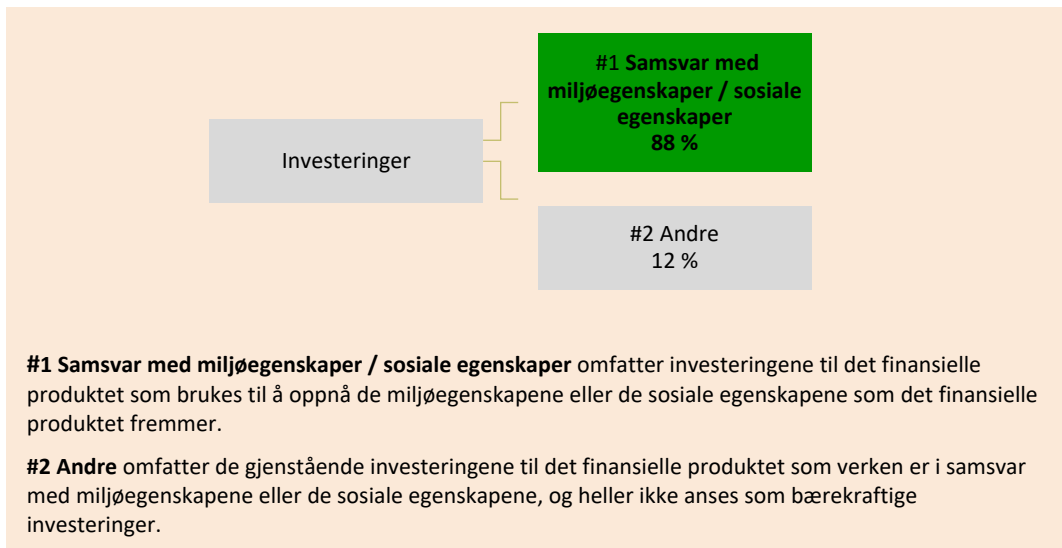 #1 Samsvar med
miljøegenskaper / sosiale
egenskaper
88 %
Investeringer
#2 Andre
12 %
#1 Samsvar med miljøegenskaper / sosiale egenskaper omfatter investeringene til det finansielle
produktet som brukes til å oppnå de miljøegenskapene eller de sosiale egenskapene som det finansielle
produktet fremmer.
#2 Andre omfatter de gjenstående investeringene til det finansielle produktet som verken er i samsvar
med miljøegenskapene eller de sosiale egenskapene, og heller ikke anses som bærekraftige
investeringer.